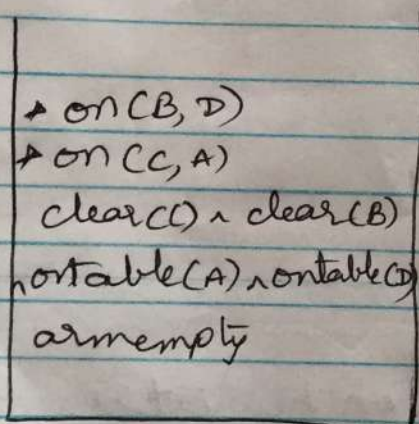 * on(B, D)
* on(C, A)
clear(C) ∧ clear(B)
∧ ontable(A) ∧ ontable(D)
armempty